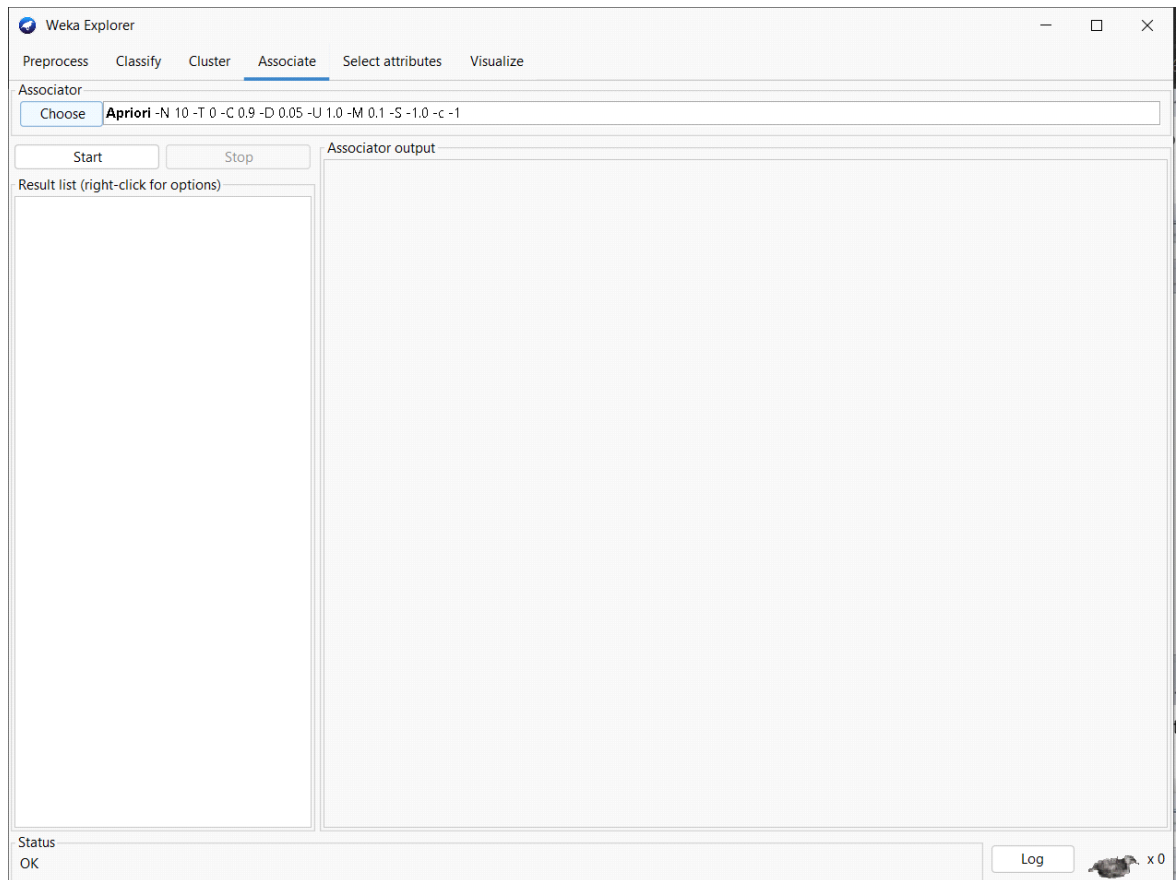 Weka Explorer
Preprocess Classify Cluster Associate Select attributes Visualize
Associator
Choose Apriori -N 10 -T 0 -C 0.9 -D 0.05 -U 1.0 -M 0.1 -S -1.0 -c -1
Start Stop
Associator output
Result list (right-click for options)
Status
OK
Log
x 0